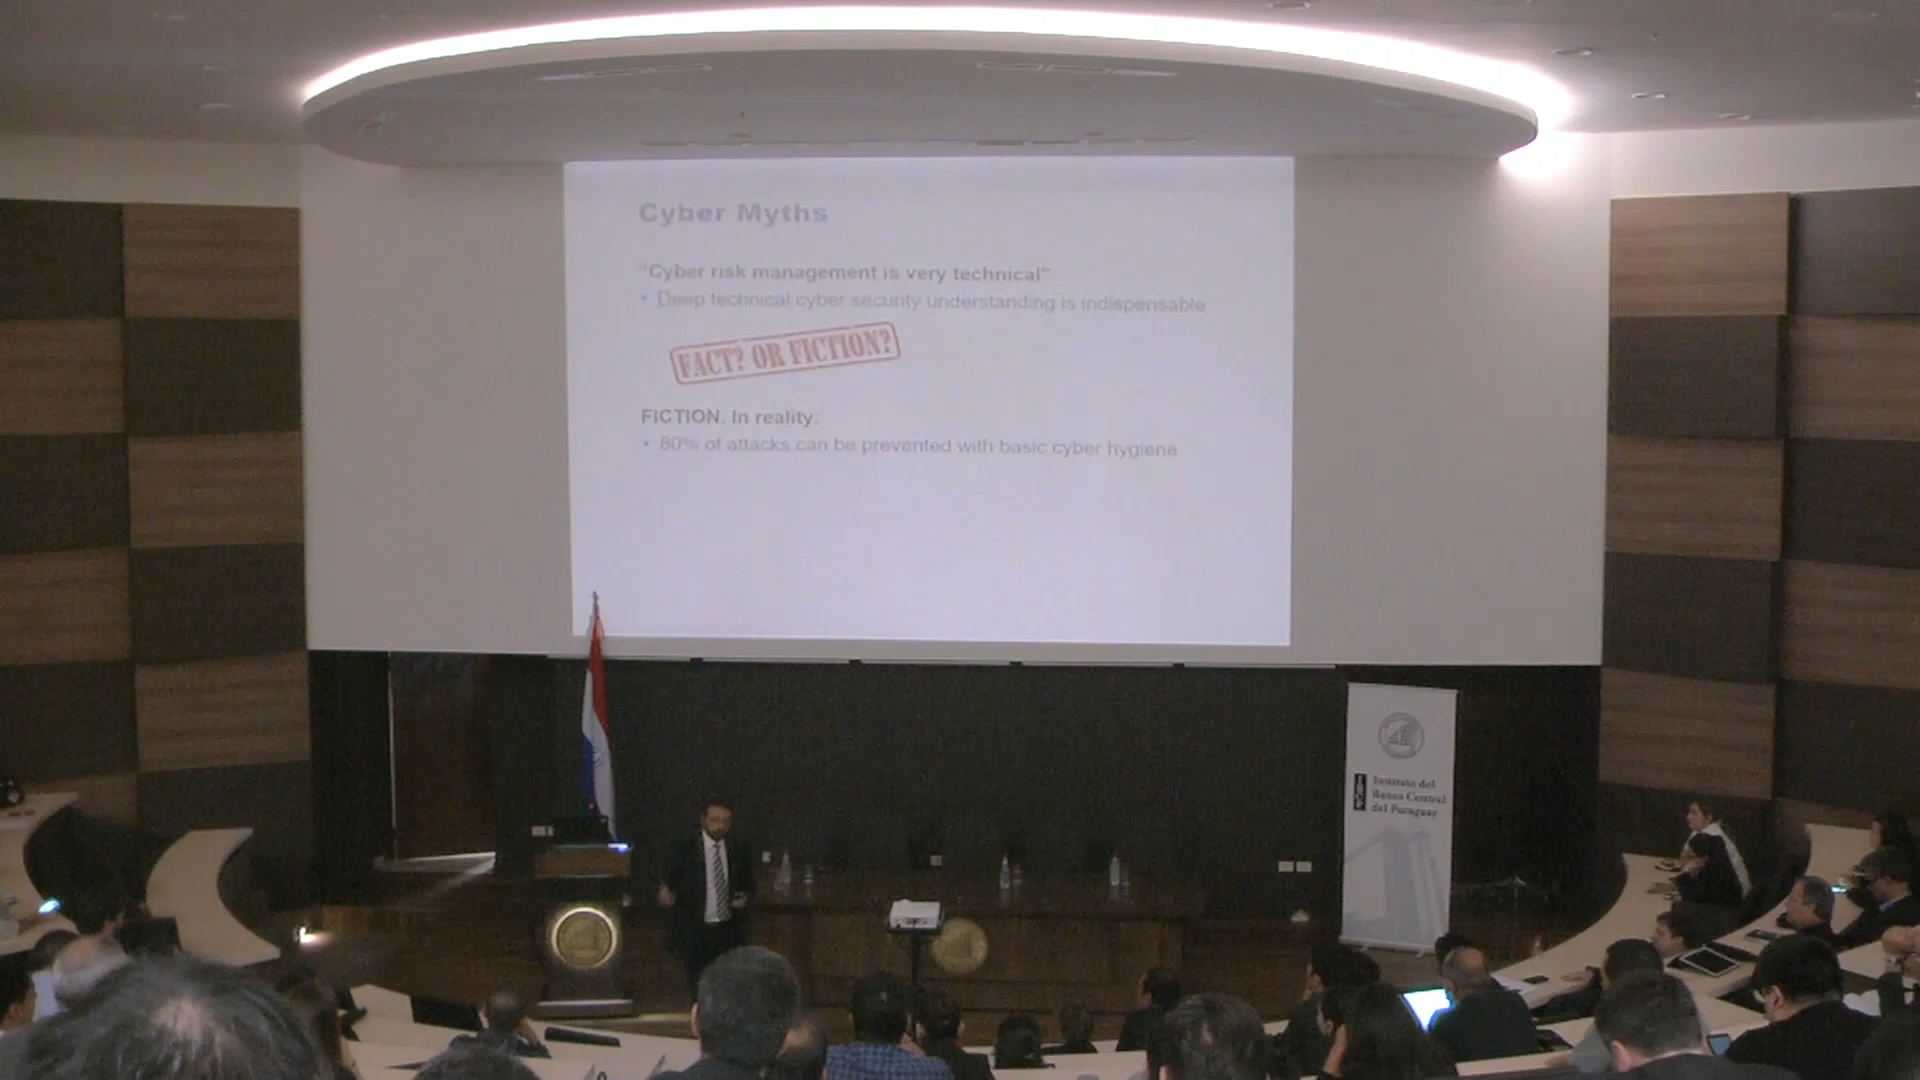 Cyber Myths
"Cyber risk management is very technical"
• Deep technical cyber security understanding is indispensable
FACT? OR FICTION?
FICTION. In reality:
• 80% of attacks can be prevented with basic cyber hygiene
Instituto del
Banco Central
del Paraguay